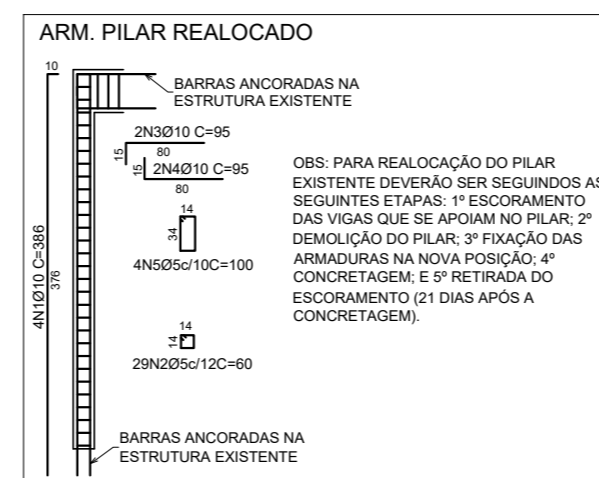 ARM. PILAR REALOCADO
10
BARRAS ANCORADAS NA
ESTRUTURA EXISTENTE
2N3Ø10 C=95
15
80
15
2N4Ø10 C=95
80
14
34
4N5Ø5c/10C=100
14
14
29N2Ø5c/12C=60
4N1Ø10 C=386
376
OBS: PARA REALOCAÇÃO DO PILAR
EXISTENTE DEVERÃO SER SEGUINDOS AS
SEGUINTES ETAPAS: 1º ESCORAMENTO
DAS VIGAS QUE SE APOIAM NO PILAR; 2º
DEMOLIÇÃO DO PILAR; 3º FIXAÇÃO DAS
ARMADURAS NA NOVA POSIÇÃO; 4º
CONCRETAGEM; E 5º RETIRADA DO
ESCORAMENTO (21 DIAS APÓS A
CONCRETAGEM).
BARRAS ANCORADAS NA
ESTRUTURA EXISTENTE